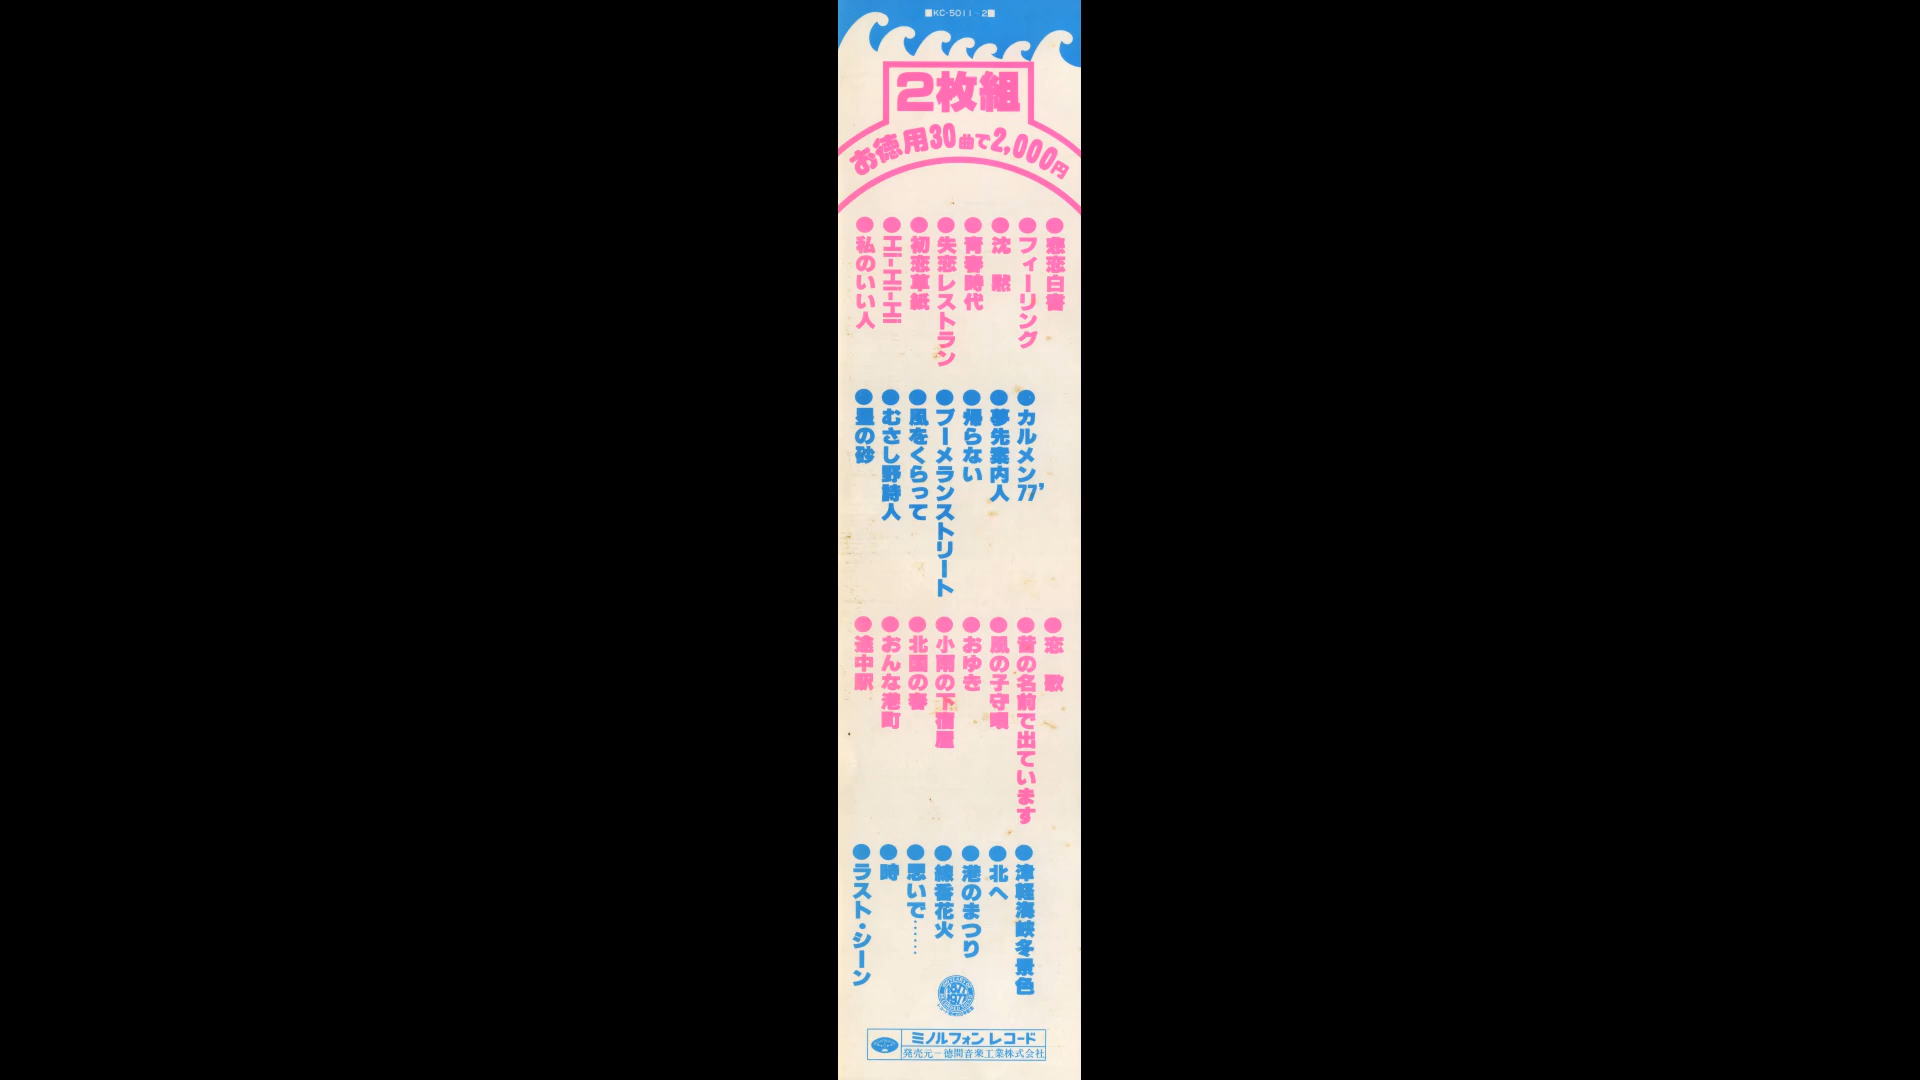 ■KC-5011~2■
2枚組
お徳用30曲で2,000円
●悲恋白書
●フィーリング
●沈 黙
●青春時代
●失恋レストラン
●初恋草紙
●エニ-エニ-エニ
●私のいい人
●カルメン77’
●夢先案内人
●帰らない
●ブーメランストリート
●風をくらって
●むさし野詩人
●星の砂
●恋 歌
●昔の名前で出ています
●風の子守唄
●おゆき
●小雨の下宿屋
●北国の春
●おんな港町
●途中駅
●津軽海峡冬景色
●北へ
●港のまつり
●線香花火
●思いで……
●時
●ラスト・シーン
1877
1977
ミノルフォンレコード
発売元—徳間音楽工業株式会社